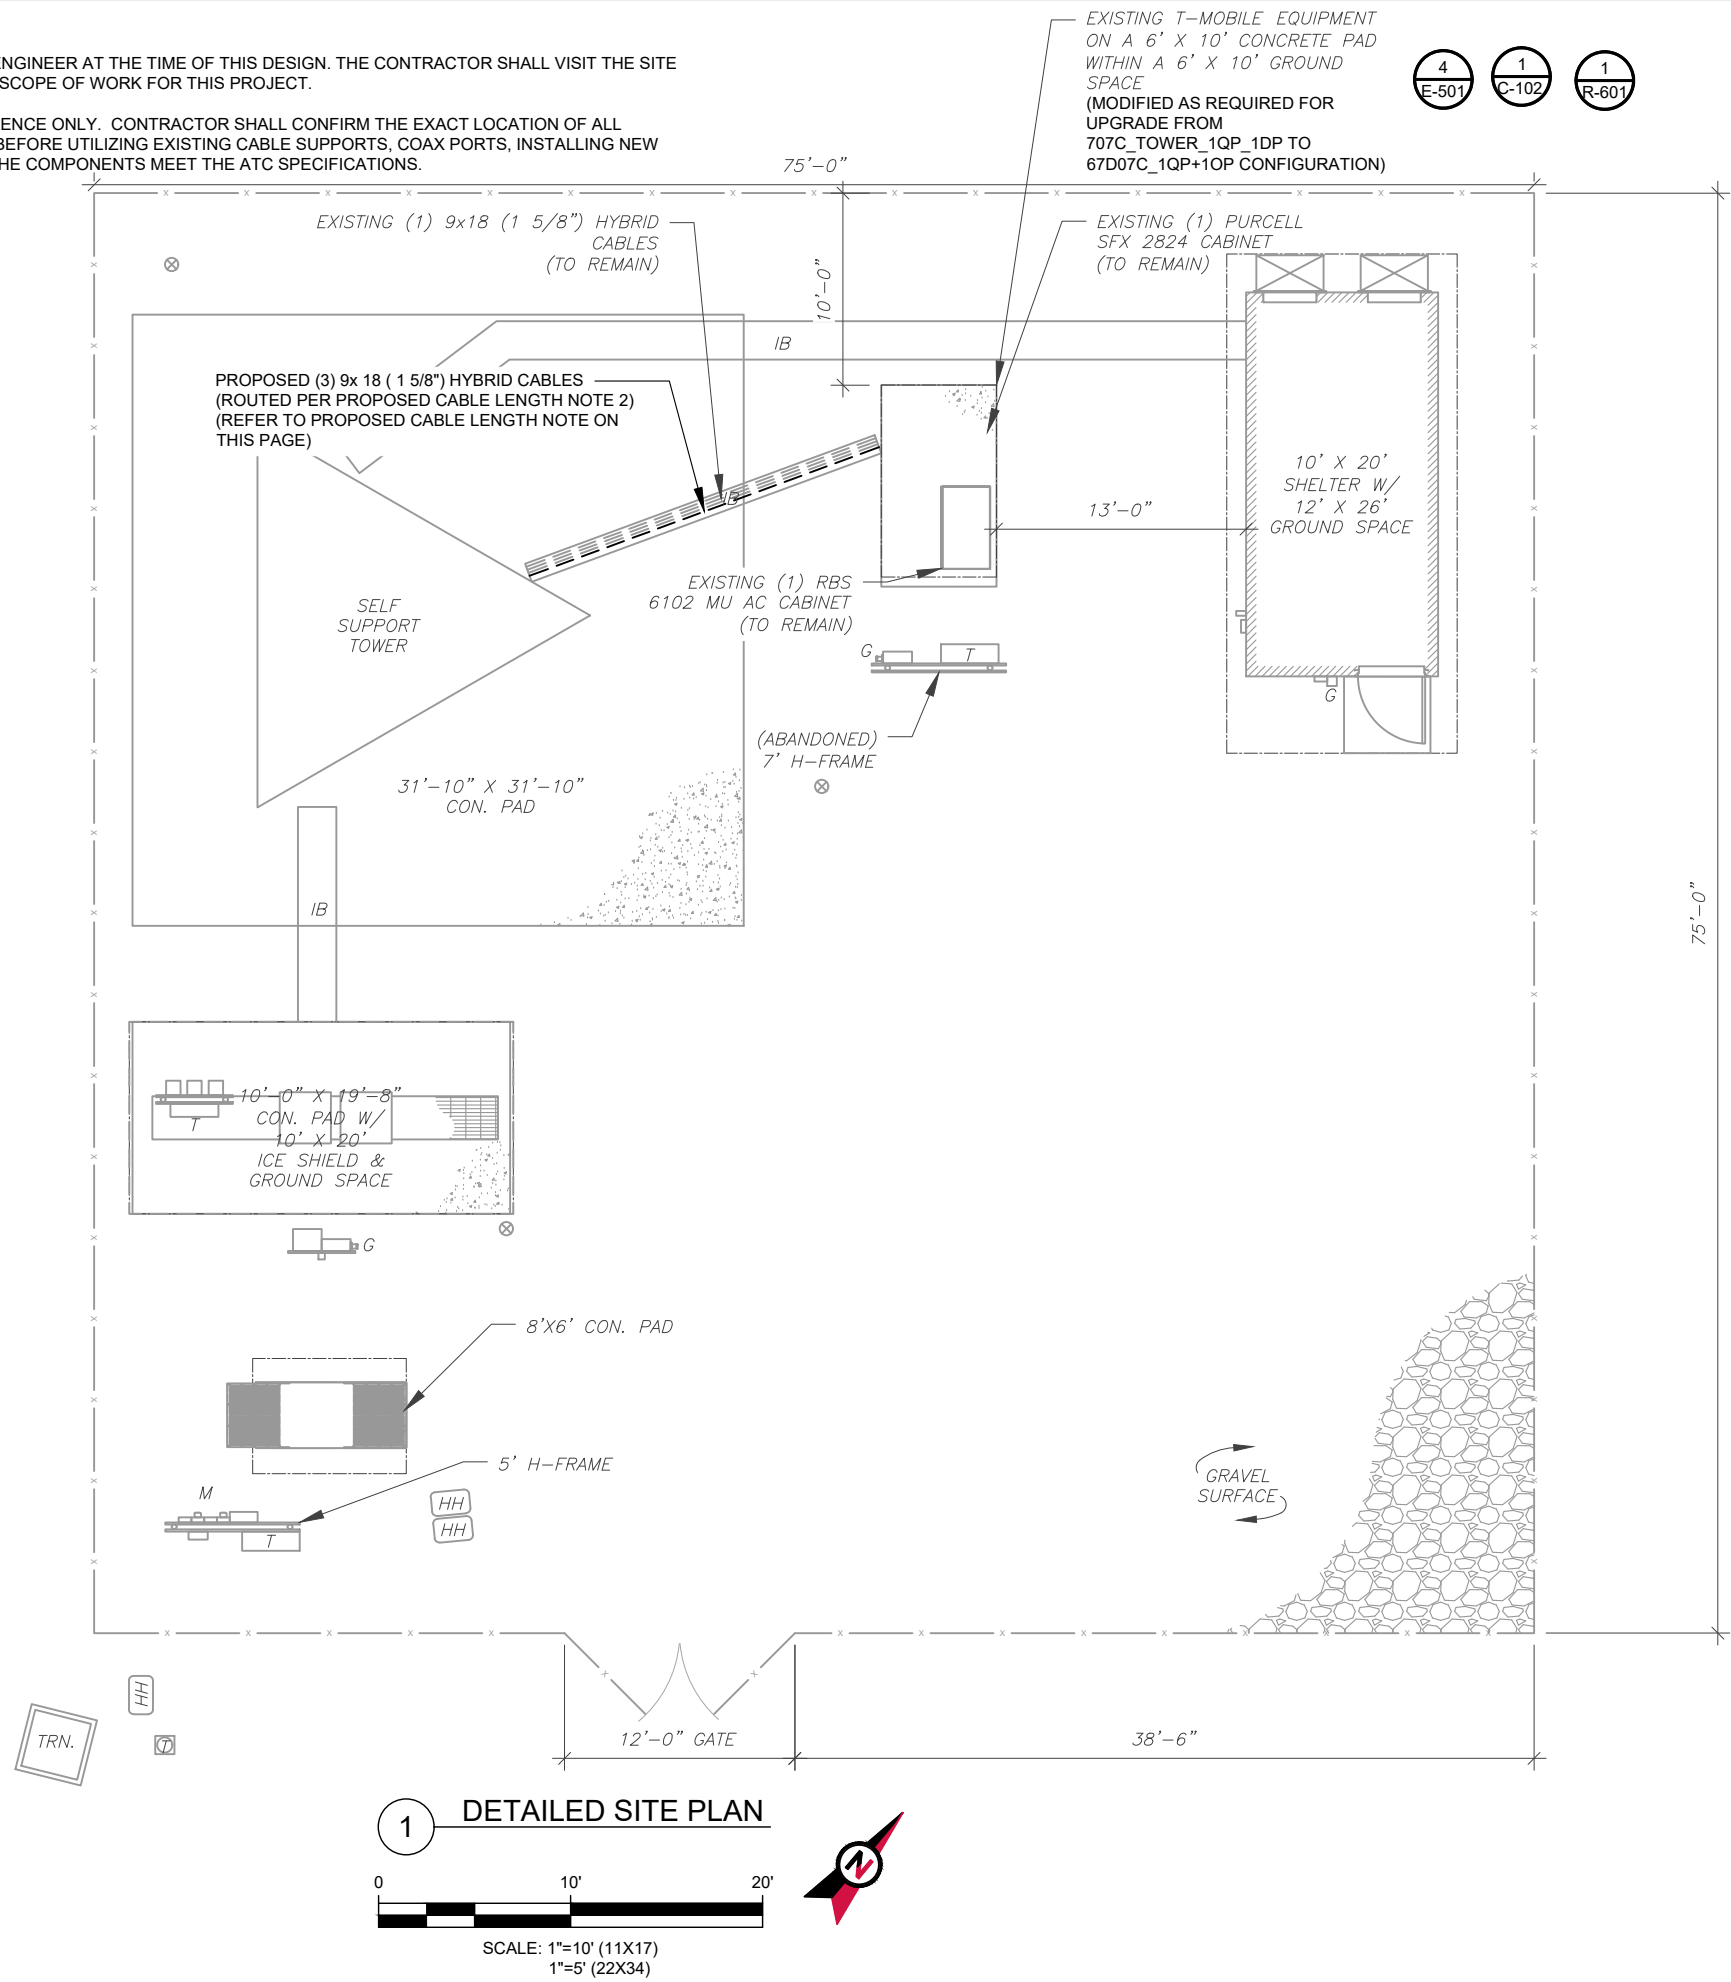 NGINEER AT THE TIME OF THIS DESIGN. THE CONTRACTOR SHALL VISIT THE SITE
SCOPE OF WORK FOR THIS PROJECT.
ENCE ONLY. CONTRACTOR SHALL CONFIRM THE EXACT LOCATION OF ALL
BEFORE UTILIZING EXISTING CABLE SUPPORTS, COAX PORTS, INSTALLING NEW
HE COMPONENTS MEET THE ATC SPECIFICATIONS.
EXISTING T-MOBILE EQUIPMENT
ON A 6' X 10' CONCRETE PAD
WITHIN A 6' X 10' GROUND
SPACE
(MODIFIED AS REQUIRED FOR
UPGRADE FROM
707C_TOWER_1QP_1DP TO
67D07C_1QP+1OP CONFIGURATION)
4
E-501
1
C-102
1
R-601
75'-0"
EXISTING (1) 9x18 (1 5/8") HYBRID
CABLES
(TO REMAIN)
10'-0"
EXISTING (1) PURCELL
SFX 2824 CABINET
(TO REMAIN)
IB
PROPOSED (3) 9x 18 ( 1 5/8") HYBRID CABLES
(ROUTED PER PROPOSED CABLE LENGTH NOTE 2)
(REFER TO PROPOSED CABLE LENGTH NOTE ON
THIS PAGE)
IB
10' X 20'
SHELTER W/
12' X 26'
GROUND SPACE
13'-0"
EXISTING (1) RBS
6102 MU AC CABINET
(TO REMAIN)
SELF
SUPPORT
TOWER
G
T
G
(ABANDONED)
7' H-FRAME
31'-10" X 31'-10"
CON. PAD
75'-0"
IB
10'-0" X 19'-8"
CON. PAD W/
10' X 20'
ICE SHIELD &
GROUND SPACE
T
G
8'X6' CON. PAD
5' H-FRAME
M
T
HH
HH
GRAVEL
SURFACE
HH
TRN.
T
12'-0" GATE
38'-6"
1
DETAILED SITE PLAN
N
0
10'
20'
SCALE: 1"=10' (11X17)
1"=5' (22X34)